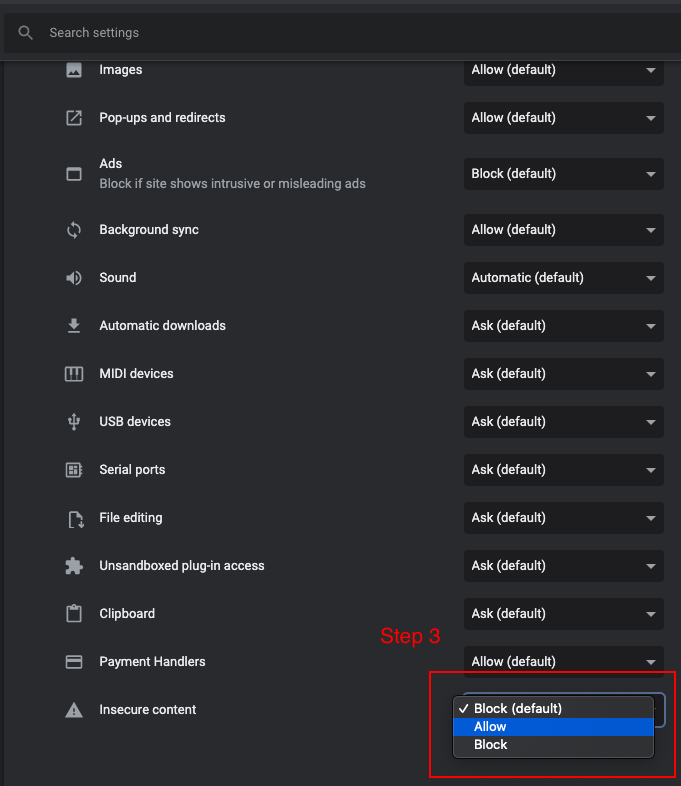 Search settings
Images Allow (default)
Pop-ups and redirects Allow (default)
Ads
Block if site shows intrusive or misleading ads Block (default)
Background sync Allow (default)
Sound Automatic (default)
Automatic downloads Ask (default)
MIDI devices Ask (default)
USB devices Ask (default)
Serial ports Ask (default)
File editing Ask (default)
Unsandboxed plug-in access Ask (default)
Clipboard Ask (default)
Step 3
Payment Handlers Allow (default)
Insecure content ✓ Block (default)
Allow
Block